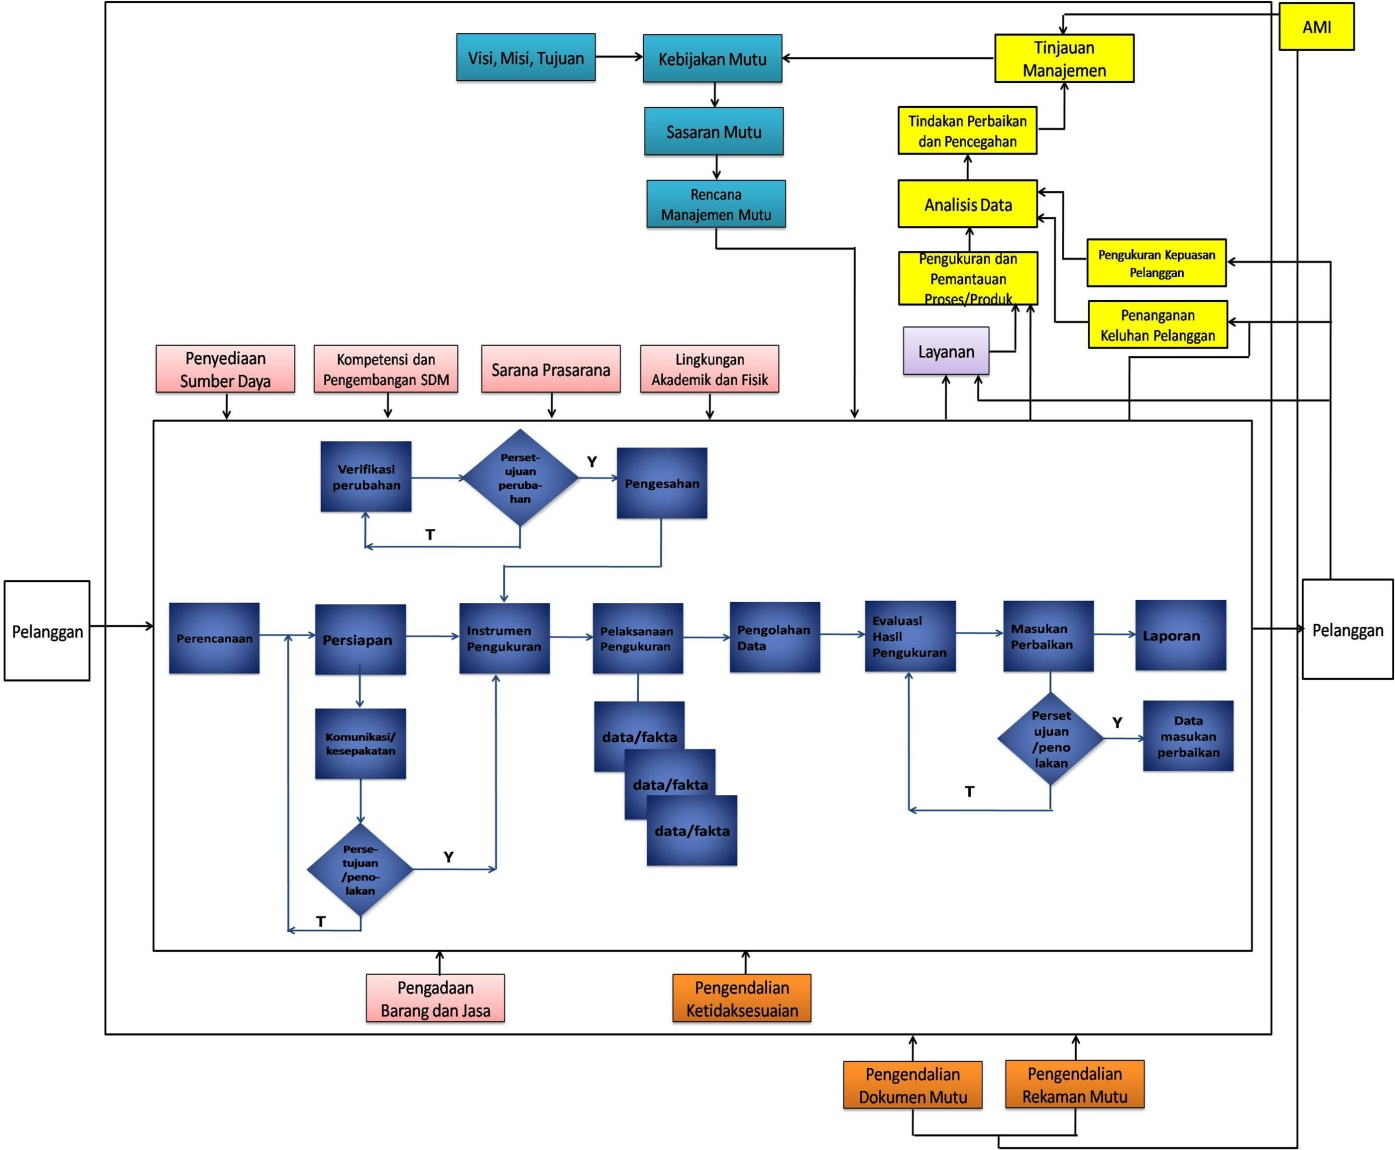 AMI
Visi, Misi, Tujuan
Kebijakan Mutu
Tinjauan
Manajemen
Sasaran Mutu
Tindakan Perbaikan
dan Pencegahan
Rencana
Manajemen Mutu
Analisis Data
Pengukuran dan
Pemantauan
Proses/Produk
Pengukuran Kepuasan
Pelanggan
Penanganan
Keluhan Pelanggan
Layanan
Penyediaan
Sumber Daya
Kompetensi dan
Pengembangan SDM
Sarana Prasarana
Lingkungan
Akademik dan Fisik
Verifikasi
perubahan
Perset-
ujuan
peruba-
han
Y
Pengesahan
T
Pelanggan
Perencanaan
Persiapan
Instrumen
Pengukuran
Pelaksanaan
Pengukuran
Pengolahan
Data
Evaluasi
Hasil
Pengukuran
Masukan
Perbaikan
Laporan
Pelanggan
Komunikasi/
kesepakatan
data/fakta
data/fakta
data/fakta
Perset
ujuan
/peno
lakan
Y
Data
masukan
perbaikan
T
Perse-
tujuan
/peno-
lakan
Y
T
Pengadaan
Barang dan Jasa
Pengendalian
Ketidaksesuaian
Pengendalian
Dokumen Mutu
Pengendalian
Rekaman Mutu